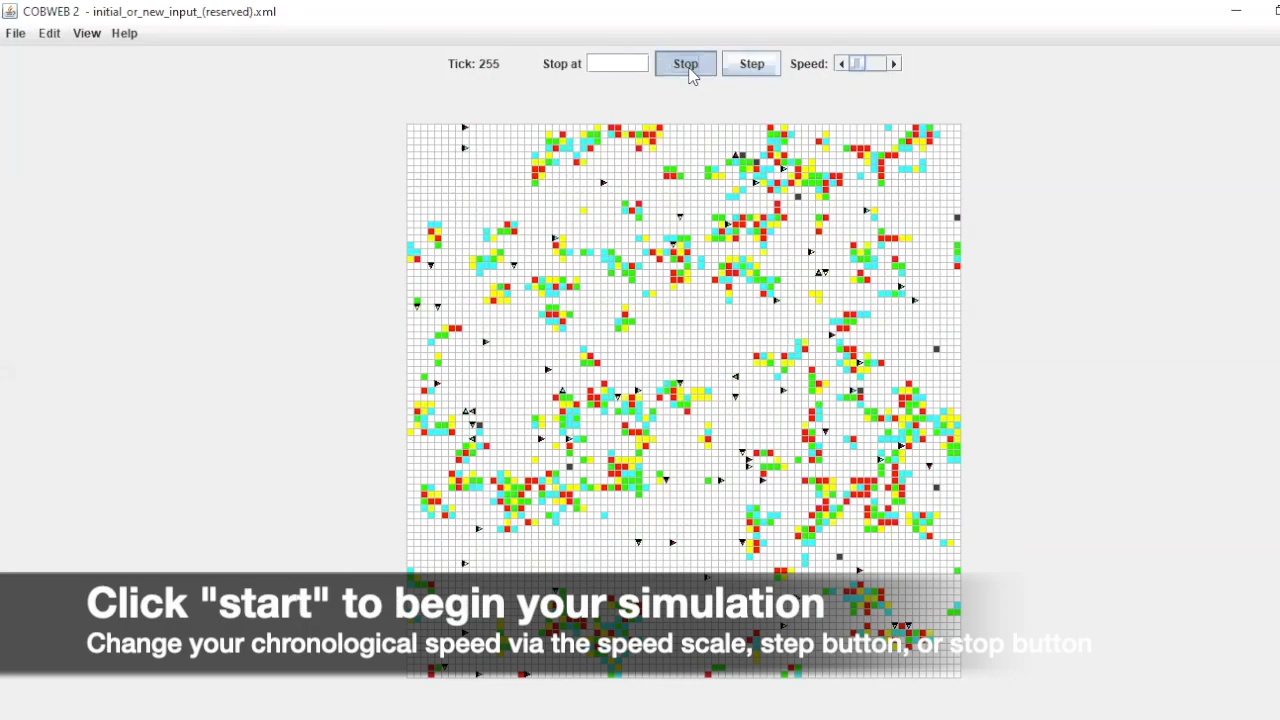 COBWEB 2 - initial_or_new_input_(reserved).xml
File Edit View Help
Tick: 255 Stop at Stop Step Speed:
Click "start" to begin your simulation
Change your chronological speed via the speed scale, step button, or stop button